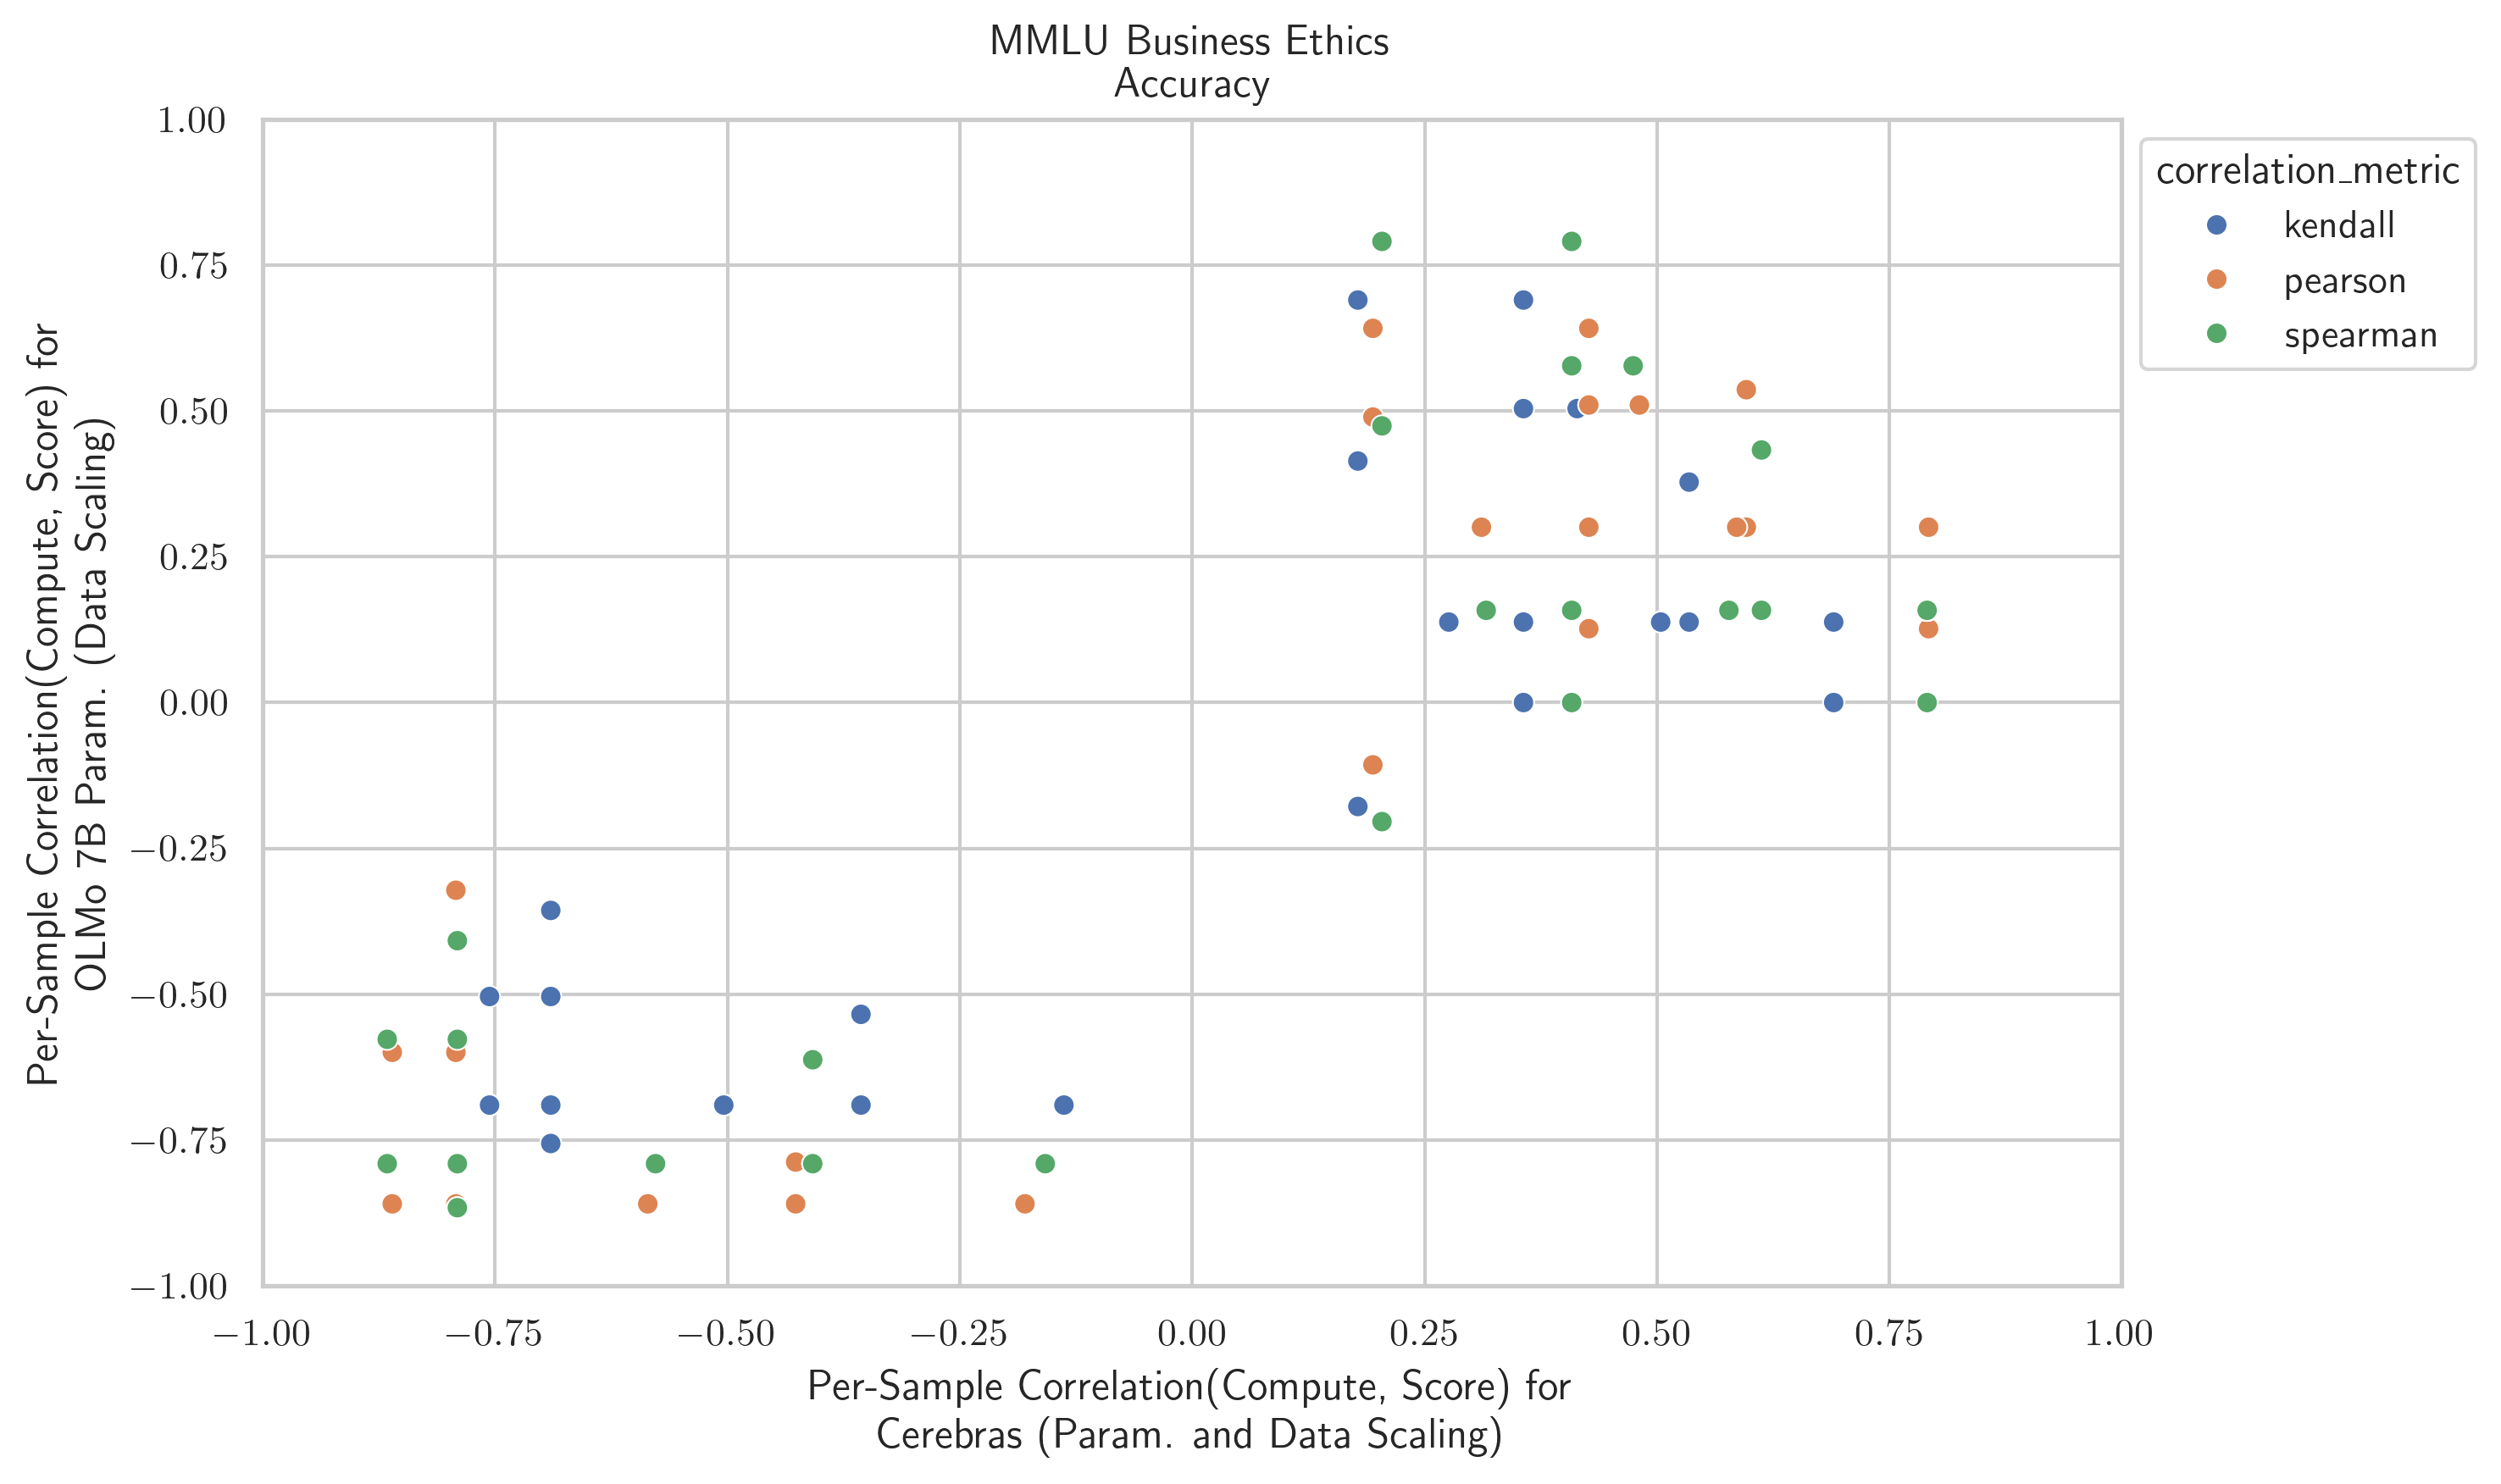 MMLU Business Ethics
Accuracy
1.00
0.75
0.50
0.25
0.00
−0.25
−0.50
−0.75
−1.00
Per-Sample Correlation(Compute, Score) for
OLMo 7B Param. (Data Scaling)
correlation_metric
kendall
pearson
spearman
−1.00 −0.75 −0.50 −0.25 0.00 0.25 0.50 0.75 1.00
Per-Sample Correlation(Compute, Score) for
Cerebras (Param. and Data Scaling)